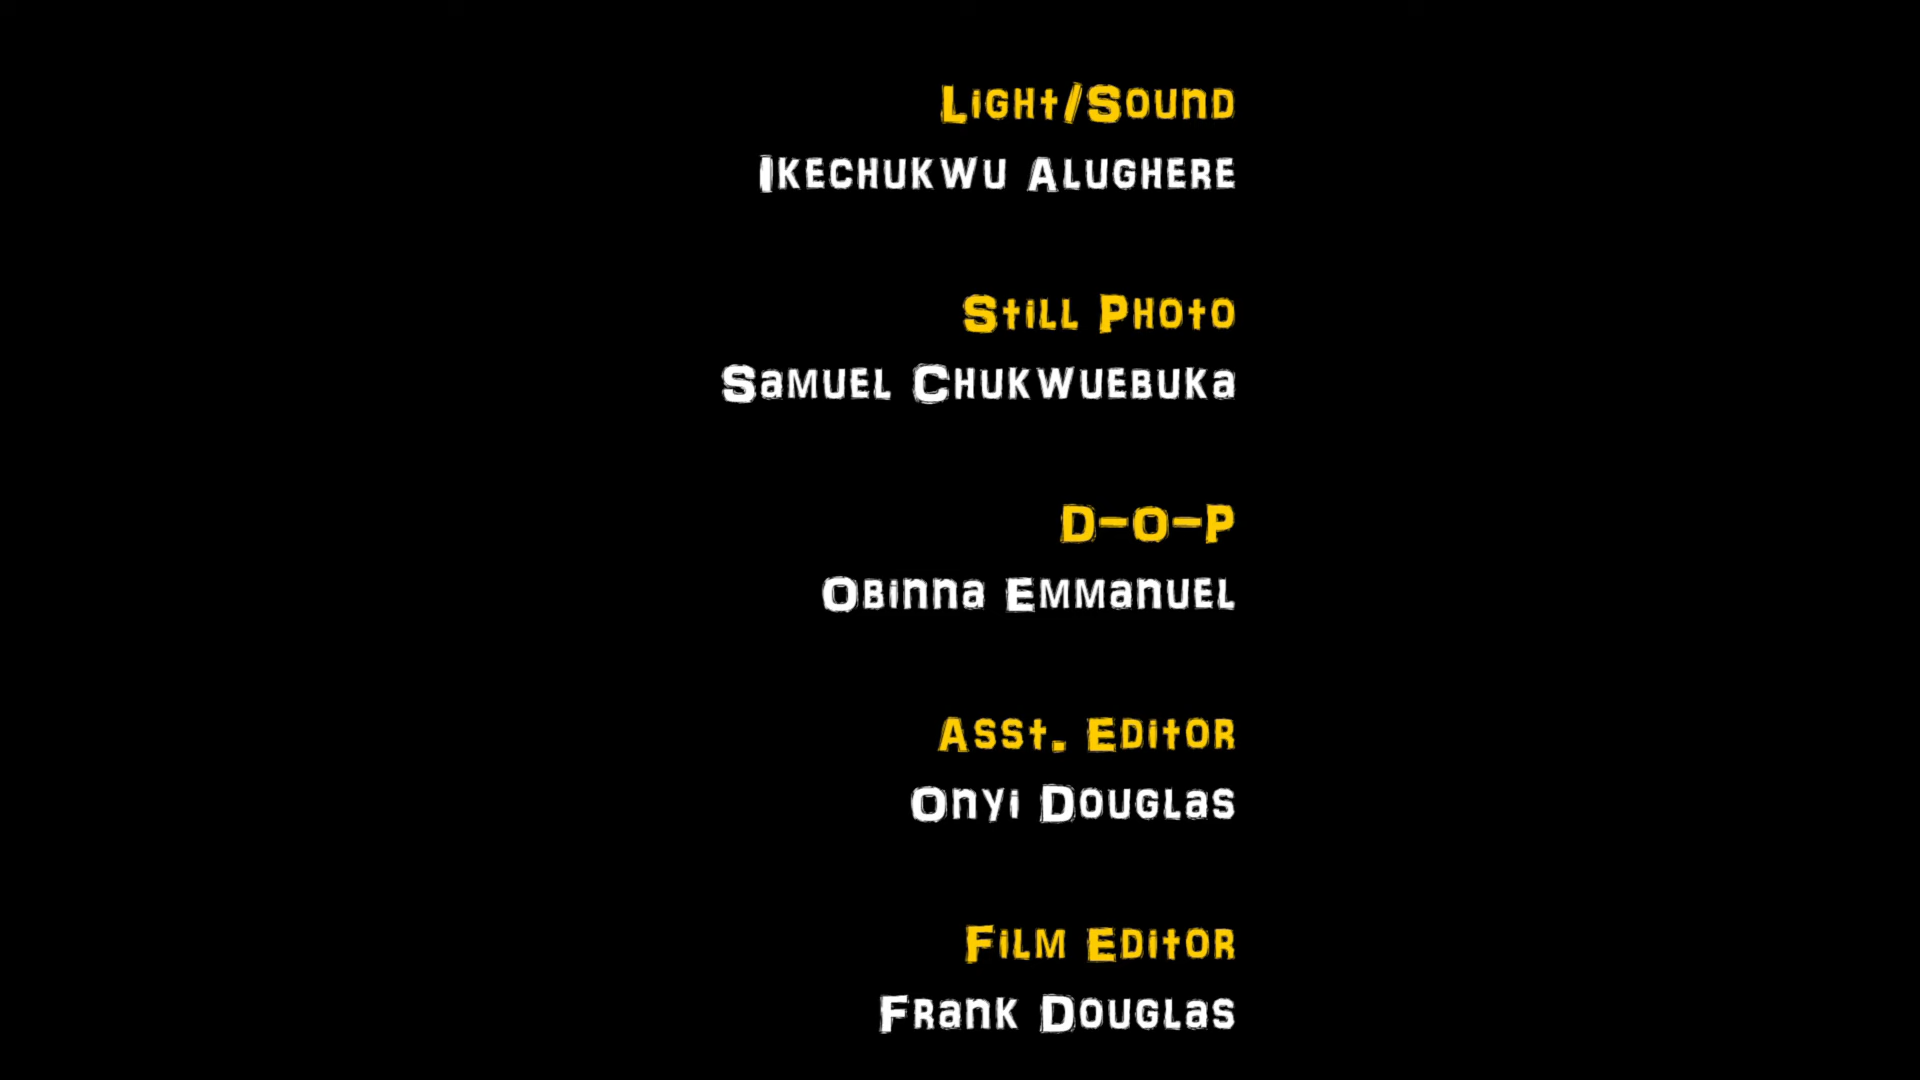 Light/Sound
Ikechukwu Alughere
Still Photo
Samuel Chukwuebuka
D-O-P
Obinna Emmanuel
Asst. Editor
Onyi Douglas
Film Editor
Frank Douglas